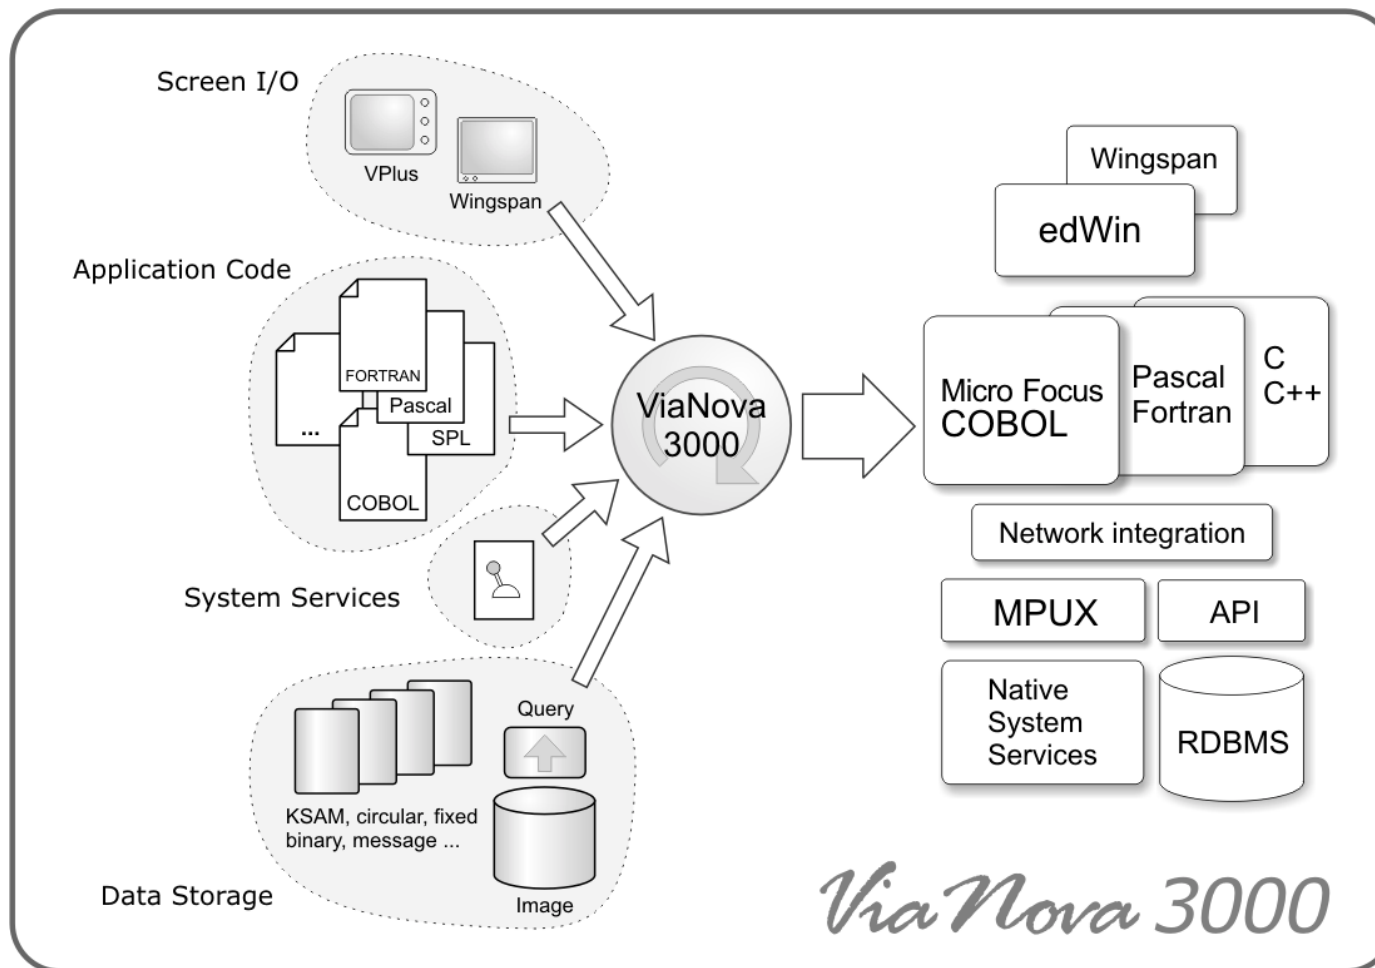 Screen I/O
VPlus
Wingspan
Application Code
FORTRAN
Pascal
...
SPL
COBOL
System Services
Query
KSAM, circular, fixed
binary, message ...
Image
Data Storage
ViaNova
3000
Wingspan
edWin
Micro Focus
COBOL
Pascal
Fortran
C
C++
Network integration
MPUX
API
Native
System
Services
RDBMS
ViaNova 3000